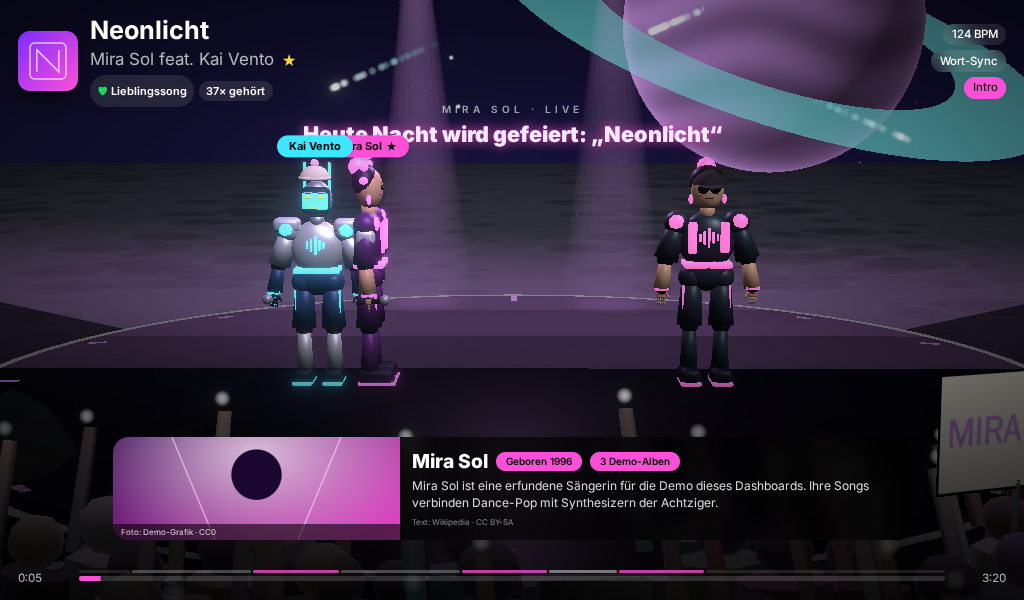 Neonlicht
Mira Sol feat. Kai Vento ★
Lieblingssong
37× gehört
124 BPM
Wort-Sync
Intro
MIRA SOL · LIVE
Heute Nacht wird gefeiert: „Neonlicht“
Kai Vento
ra Sol ★
MIRA
Mira Sol
Geboren 1996
3 Demo-Alben
Mira Sol ist eine erfundene Sängerin für die Demo dieses Dashboards. Ihre Songs
verbinden Dance-Pop mit Synthesizern der Achtziger.
Text: Wikipedia · CC BY-SA
Foto: Demo-Grafik · CC0
0:05
3:20